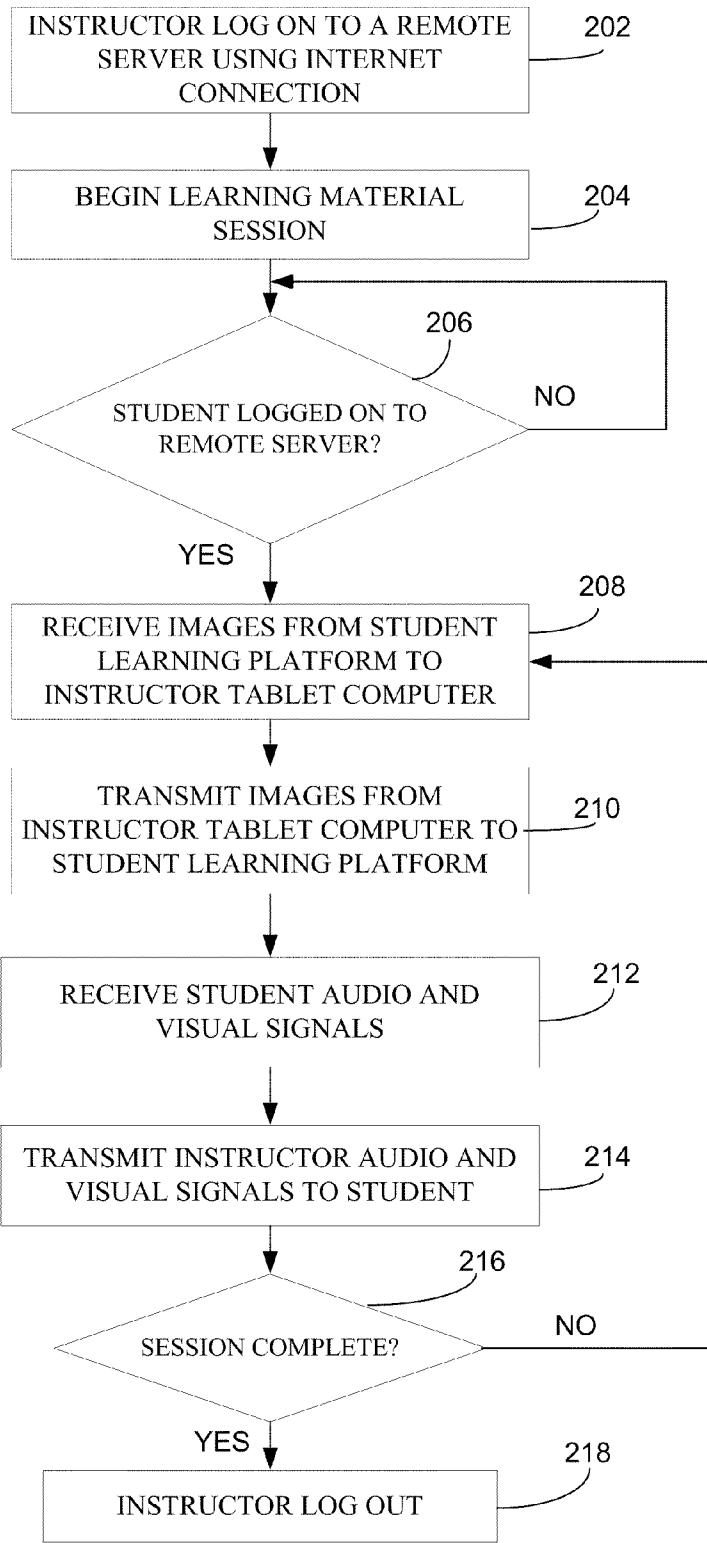 INSTRUCTOR LOG ON TO A REMOTE
SERVER USING INTERNET
CONNECTION
202
BEGIN LEARNING MATERIAL
SESSION
204
206
STUDENT LOGGED ON TO
REMOTE SERVER?
NO
YES
208
RECEIVE IMAGES FROM STUDENT
LEARNING PLATFORM TO
INSTRUCTOR TABLET COMPUTER
TRANSMIT IMAGES FROM
INSTRUCTOR TABLET COMPUTER TO
STUDENT LEARNING PLATFORM
210
RECEIVE STUDENT AUDIO AND
VISUAL SIGNALS
212
TRANSMIT INSTRUCTOR AUDIO AND
VISUAL SIGNALS TO STUDENT
214
216
SESSION COMPLETE?
NO
YES
INSTRUCTOR LOG OUT
218